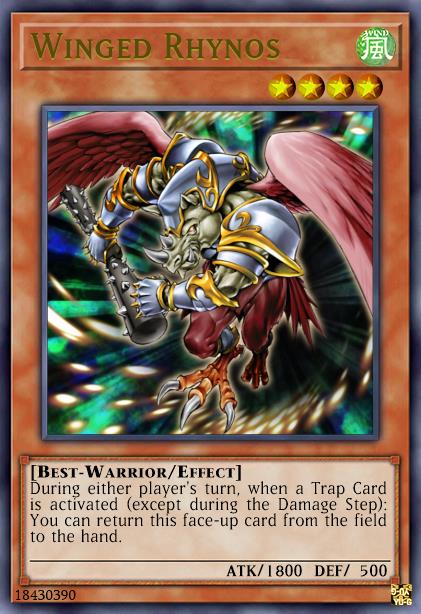 Winged Rhynos
WIND
風
[Best-Warrior/Effect]
During either player's turn, when a Trap Card
is activated (except during the Damage Step):
You can return this face-up card from the field
to the hand.
ATK/1800 DEF/ 500
18430390